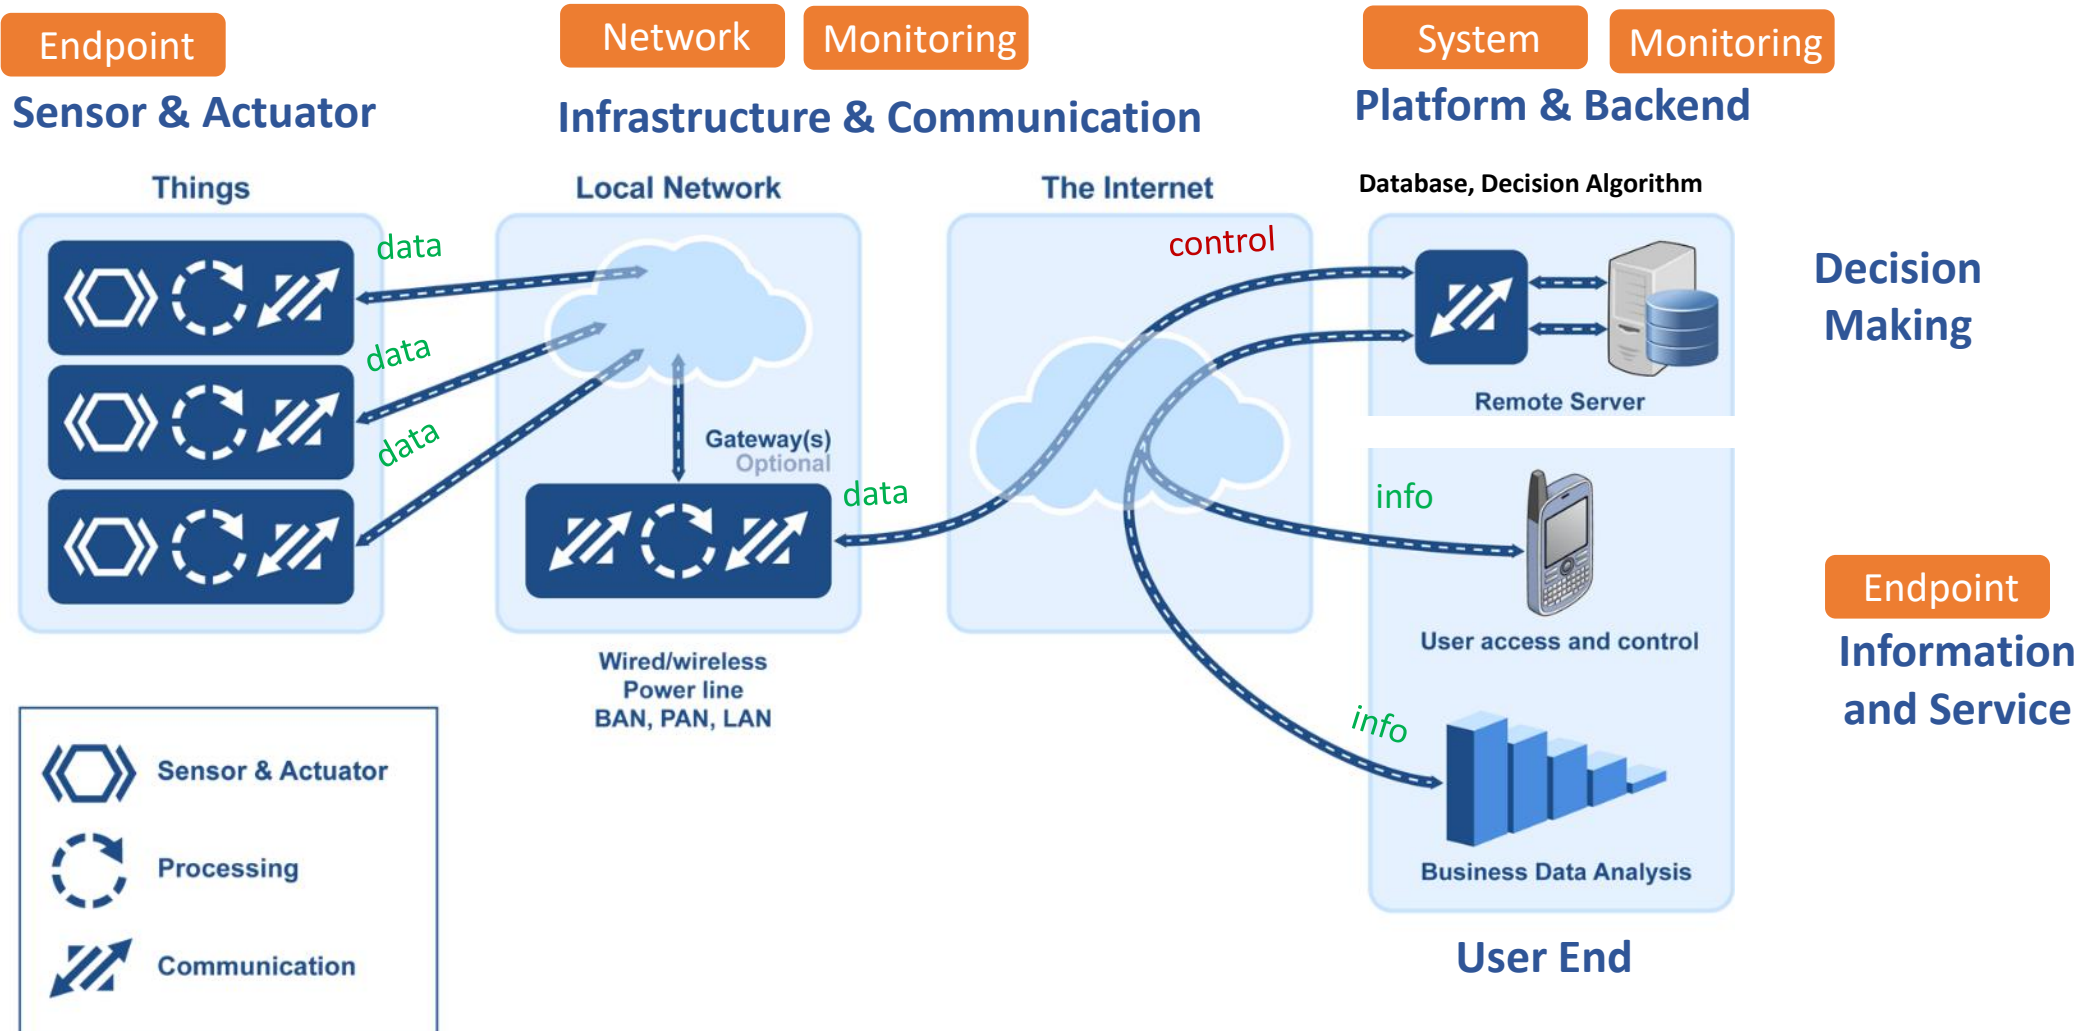 Endpoint
Network
Monitoring
System
Monitoring
Sensor & Actuator
Infrastructure & Communication
Platform & Backend
Things
Local Network
The Internet
Database, Decision Algorithm
data
data
data
Gateway(s)
Optional
data
control
Remote Server
Decision
Making
info
User access and control
Endpoint
Information
and Service
info
Business Data Analysis
User End
Wired/wireless
Power line
BAN, PAN, LAN
Sensor & Actuator
Processing
Communication